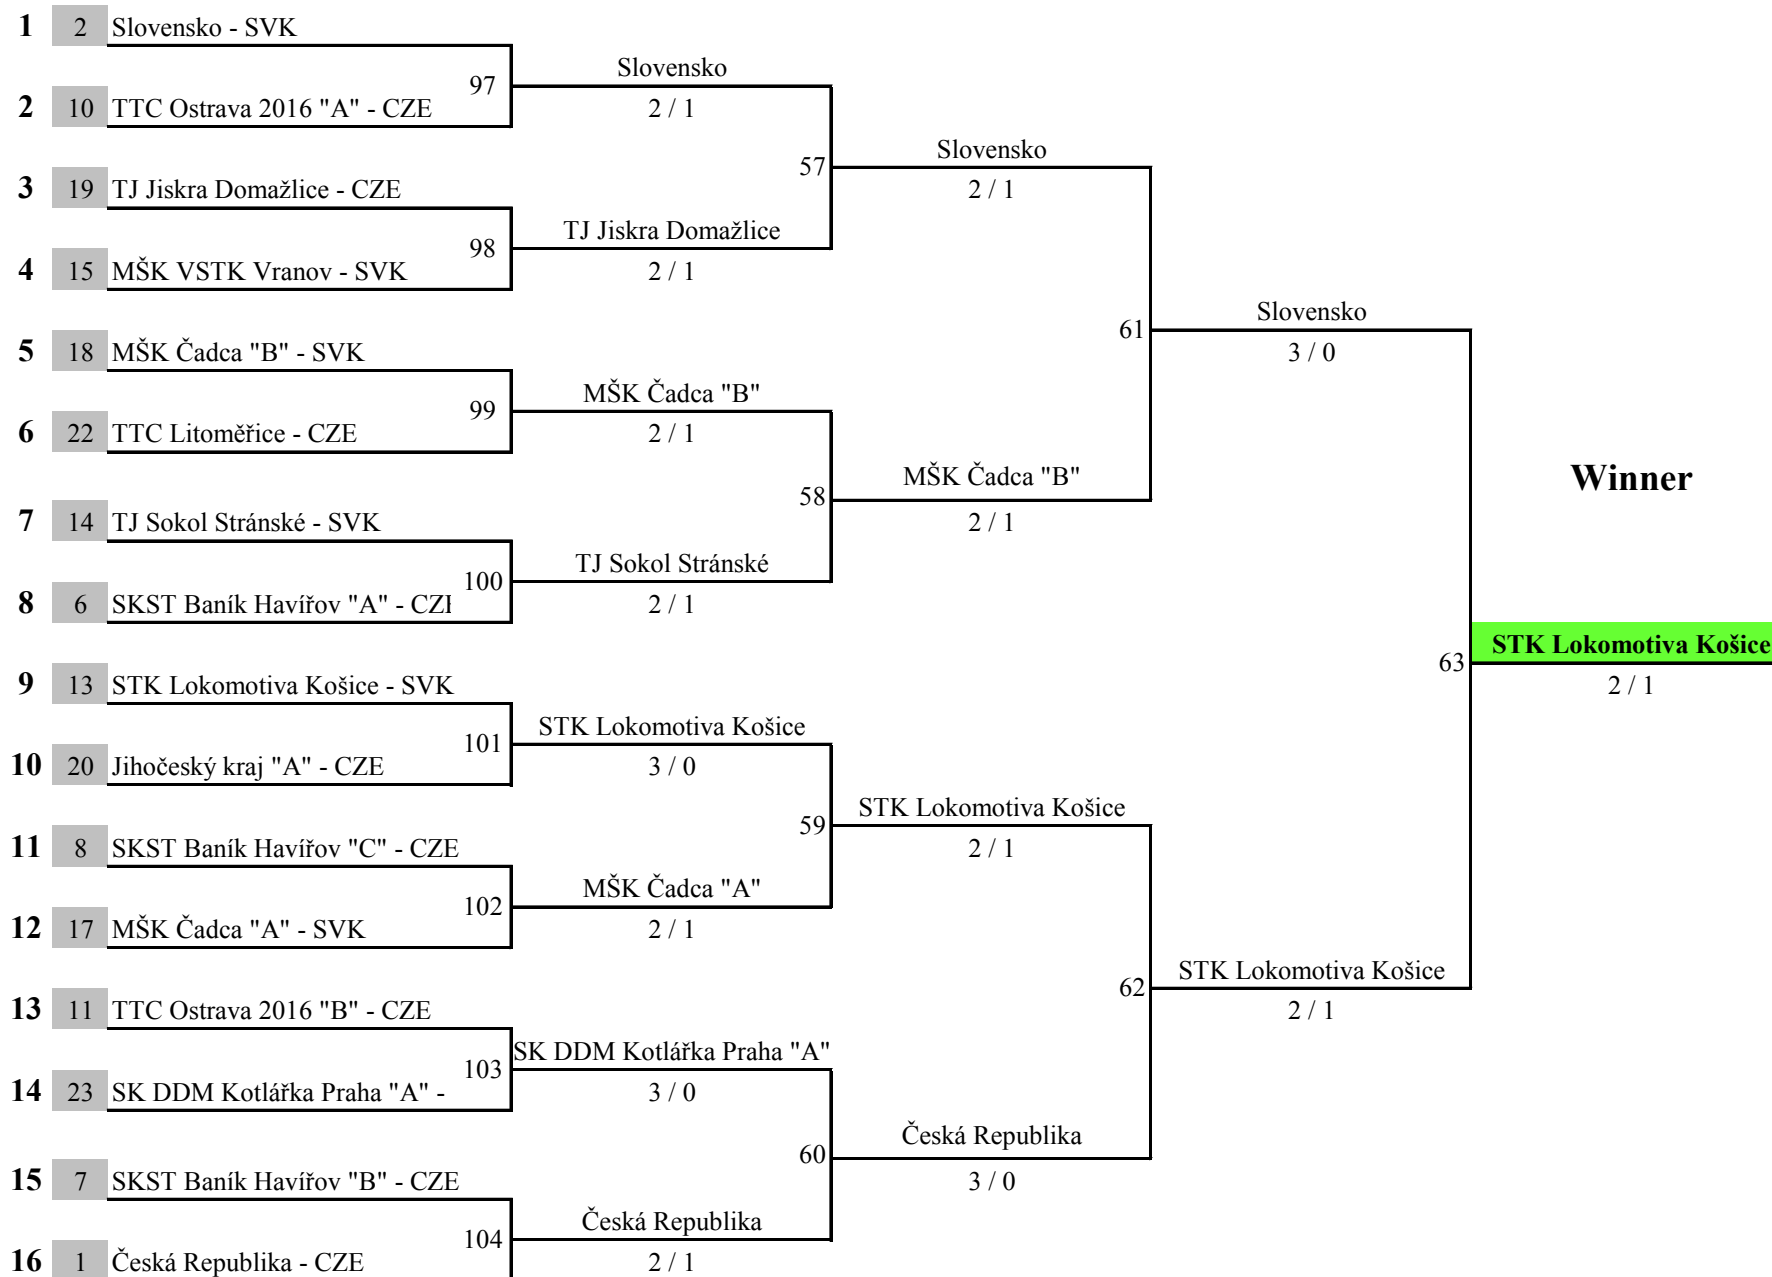 1 2 Slovensko - SVK
Slovensko
97
2 / 1
2 10 TTC Ostrava 2016 "A" - CZE
Slovensko
57
2 / 1
3 19 TJ Jiskra Domažlice - CZE
TJ Jiskra Domažlice
98
2 / 1
4 15 MŠK VSTK Vranov - SVK
Slovensko
61
3 / 0
5 18 MŠK Čadca "B" - SVK
MŠK Čadca "B"
99
2 / 1
6 22 TTC Litoměřice - CZE
MŠK Čadca "B"
Winner
58
2 / 1
7 14 TJ Sokol Stránské - SVK
TJ Sokol Stránské
100
2 / 1
8 6 SKST Baník Havířov "A" - CZE
STK Lokomotiva Košice
63
2 / 1
9 13 STK Lokomotiva Košice - SVK
STK Lokomotiva Košice
101
3 / 0
10 20 Jihočeský kraj "A" - CZE
STK Lokomotiva Košice
59
2 / 1
11 8 SKST Baník Havířov "C" - CZE
MŠK Čadca "A"
102
2 / 1
12 17 MŠK Čadca "A" - SVK
STK Lokomotiva Košice
62
2 / 1
13 11 TTC Ostrava 2016 "B" - CZE
SK DDM Kotlářka Praha "A"
103
3 / 0
14 23 SK DDM Kotlářka Praha "A" -
Česká Republika
60
3 / 0
15 7 SKST Baník Havířov "B" - CZE
Česká Republika
104
2 / 1
16 1 Česká Republika - CZE